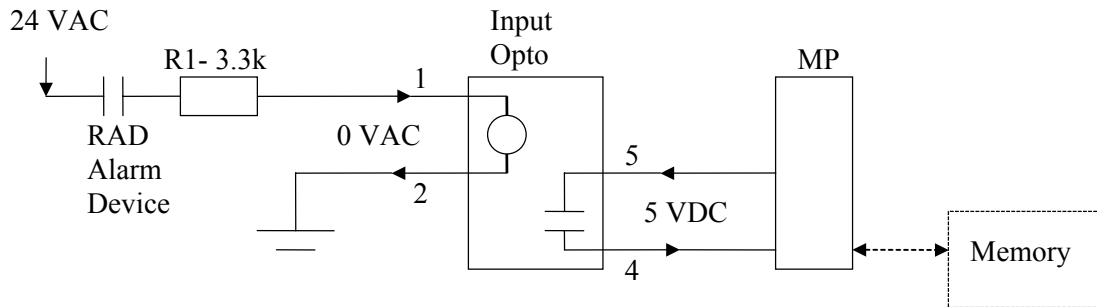 24 VAC
Input
Opto
R1- 3.3k
MP
1
0 VAC
RAD
Alarm
Device
2
5
5 VDC
4
Memory